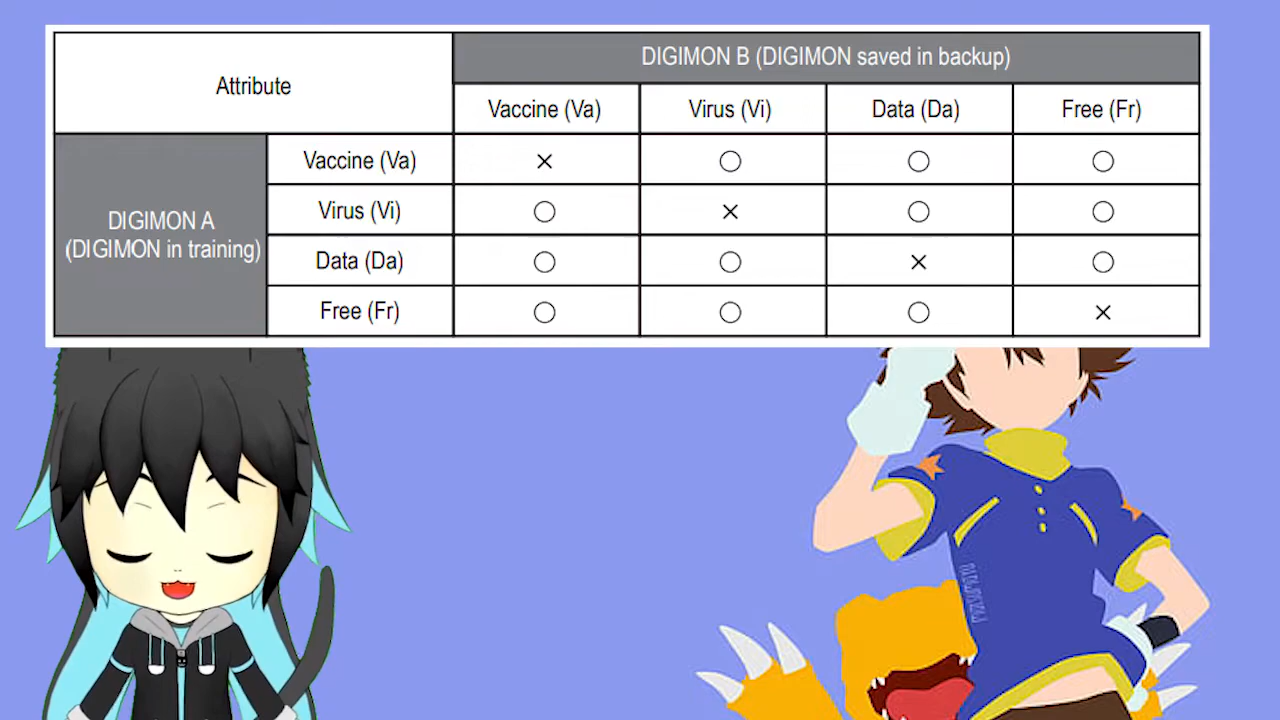 Attribute
DIGIMON B (DIGIMON saved in backup)
Vaccine (Va) Virus (Vi) Data (Da) Free (Fr)
DIGIMON A
(DIGIMON in training)
Vaccine (Va) × ○ ○ ○
Virus (Vi) ○ × ○ ○
Data (Da) ○ ○ × ○
Free (Fr) ○ ○ ○ ×